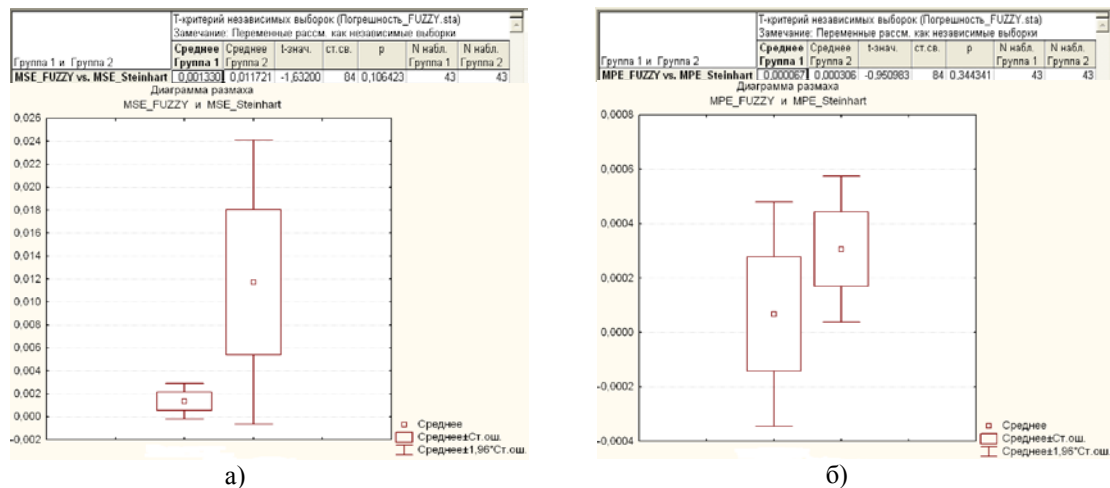 Т-критерий независимых выборок (Погрешность_FUZZY.sta)
Замечание: Переменные рассм. как независимые выборки
Группа 1 и Группа 2 Среднее Группа 1 Среднее Группа 2 t-знач. ст.св. p N набл. Группа 1 N набл. Группа 2
MSE_FUZZY vs. MSE_Steinhart 0,001330 0,011721 -1,63200 84 0,106423 43 43
Диаграмма размаха
MSE_FUZZY и MSE_Steinhart
0,026
0,024
0,022
0,020
0,018
0,016
0,014
0,012
0,010
0,008
0,006
0,004
0,002
0,000
-0,002
Среднее
Среднее±Ст.ош.
Среднее±1,96*Ст.ош.
а)
Т-критерий независимых выборок (Погрешность_FUZZY.sta)
Замечание: Переменные рассм. как независимые выборки
Группа 1 и Группа 2 Среднее Группа 1 Среднее Группа 2 t-знач. ст.св. p N набл. Группа 1 N набл. Группа 2
MPE_FUZZY vs. MPE_Steinhart 0,000067 0,000306 -0,950983 84 0,344341 43 43
Диаграмма размаха
MPE_FUZZY и MPE_Steinhart
0,0008
0,0006
0,0004
0,0002
0,0000
-0,0002
-0,0004
Среднее
Среднее±Ст.ош.
Среднее±1,96*Ст.ош.
б)